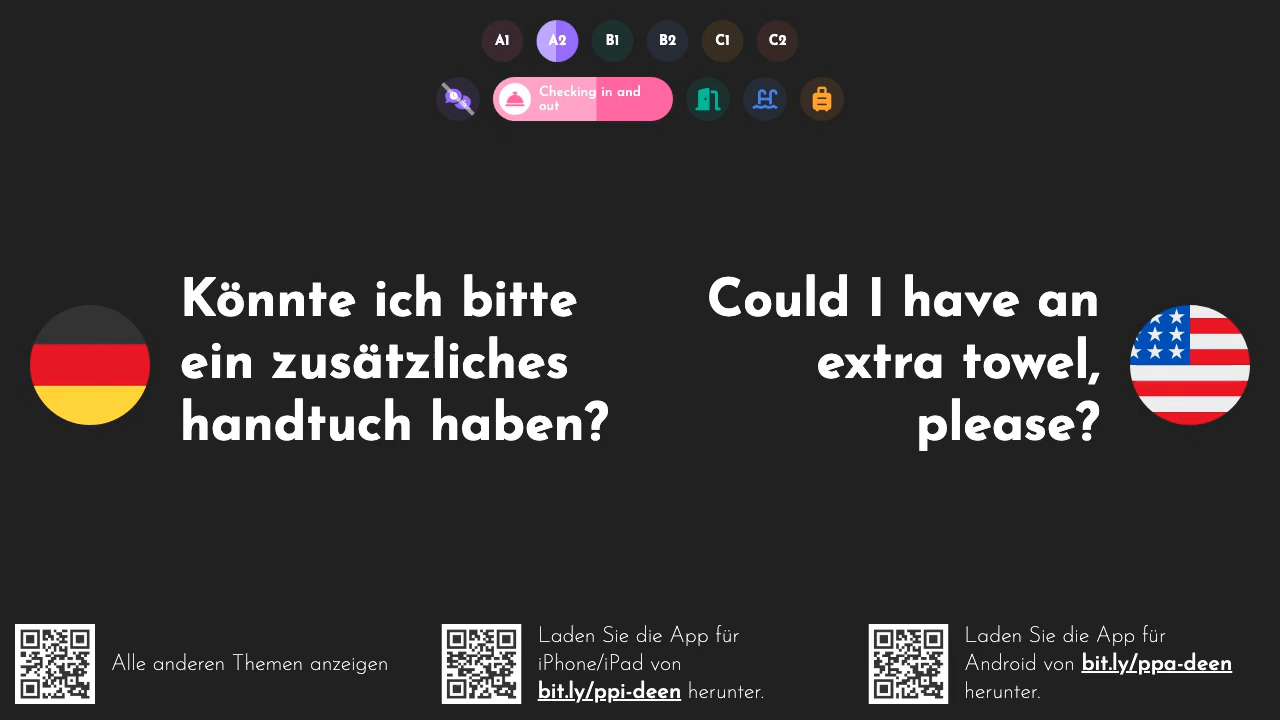 A1 A2 B1 B2 C1 C2
Checking in and
out
Könnte ich bitte
ein zusätzliches
handtuch haben?
Could I have an
extra towel,
please?
Alle anderen Themen anzeigen
Laden Sie die App für
iPhone/iPad von
bit.ly/ppi-deen herunter.
Laden Sie die App für
Android von bit.ly/ppa-deen
herunter.